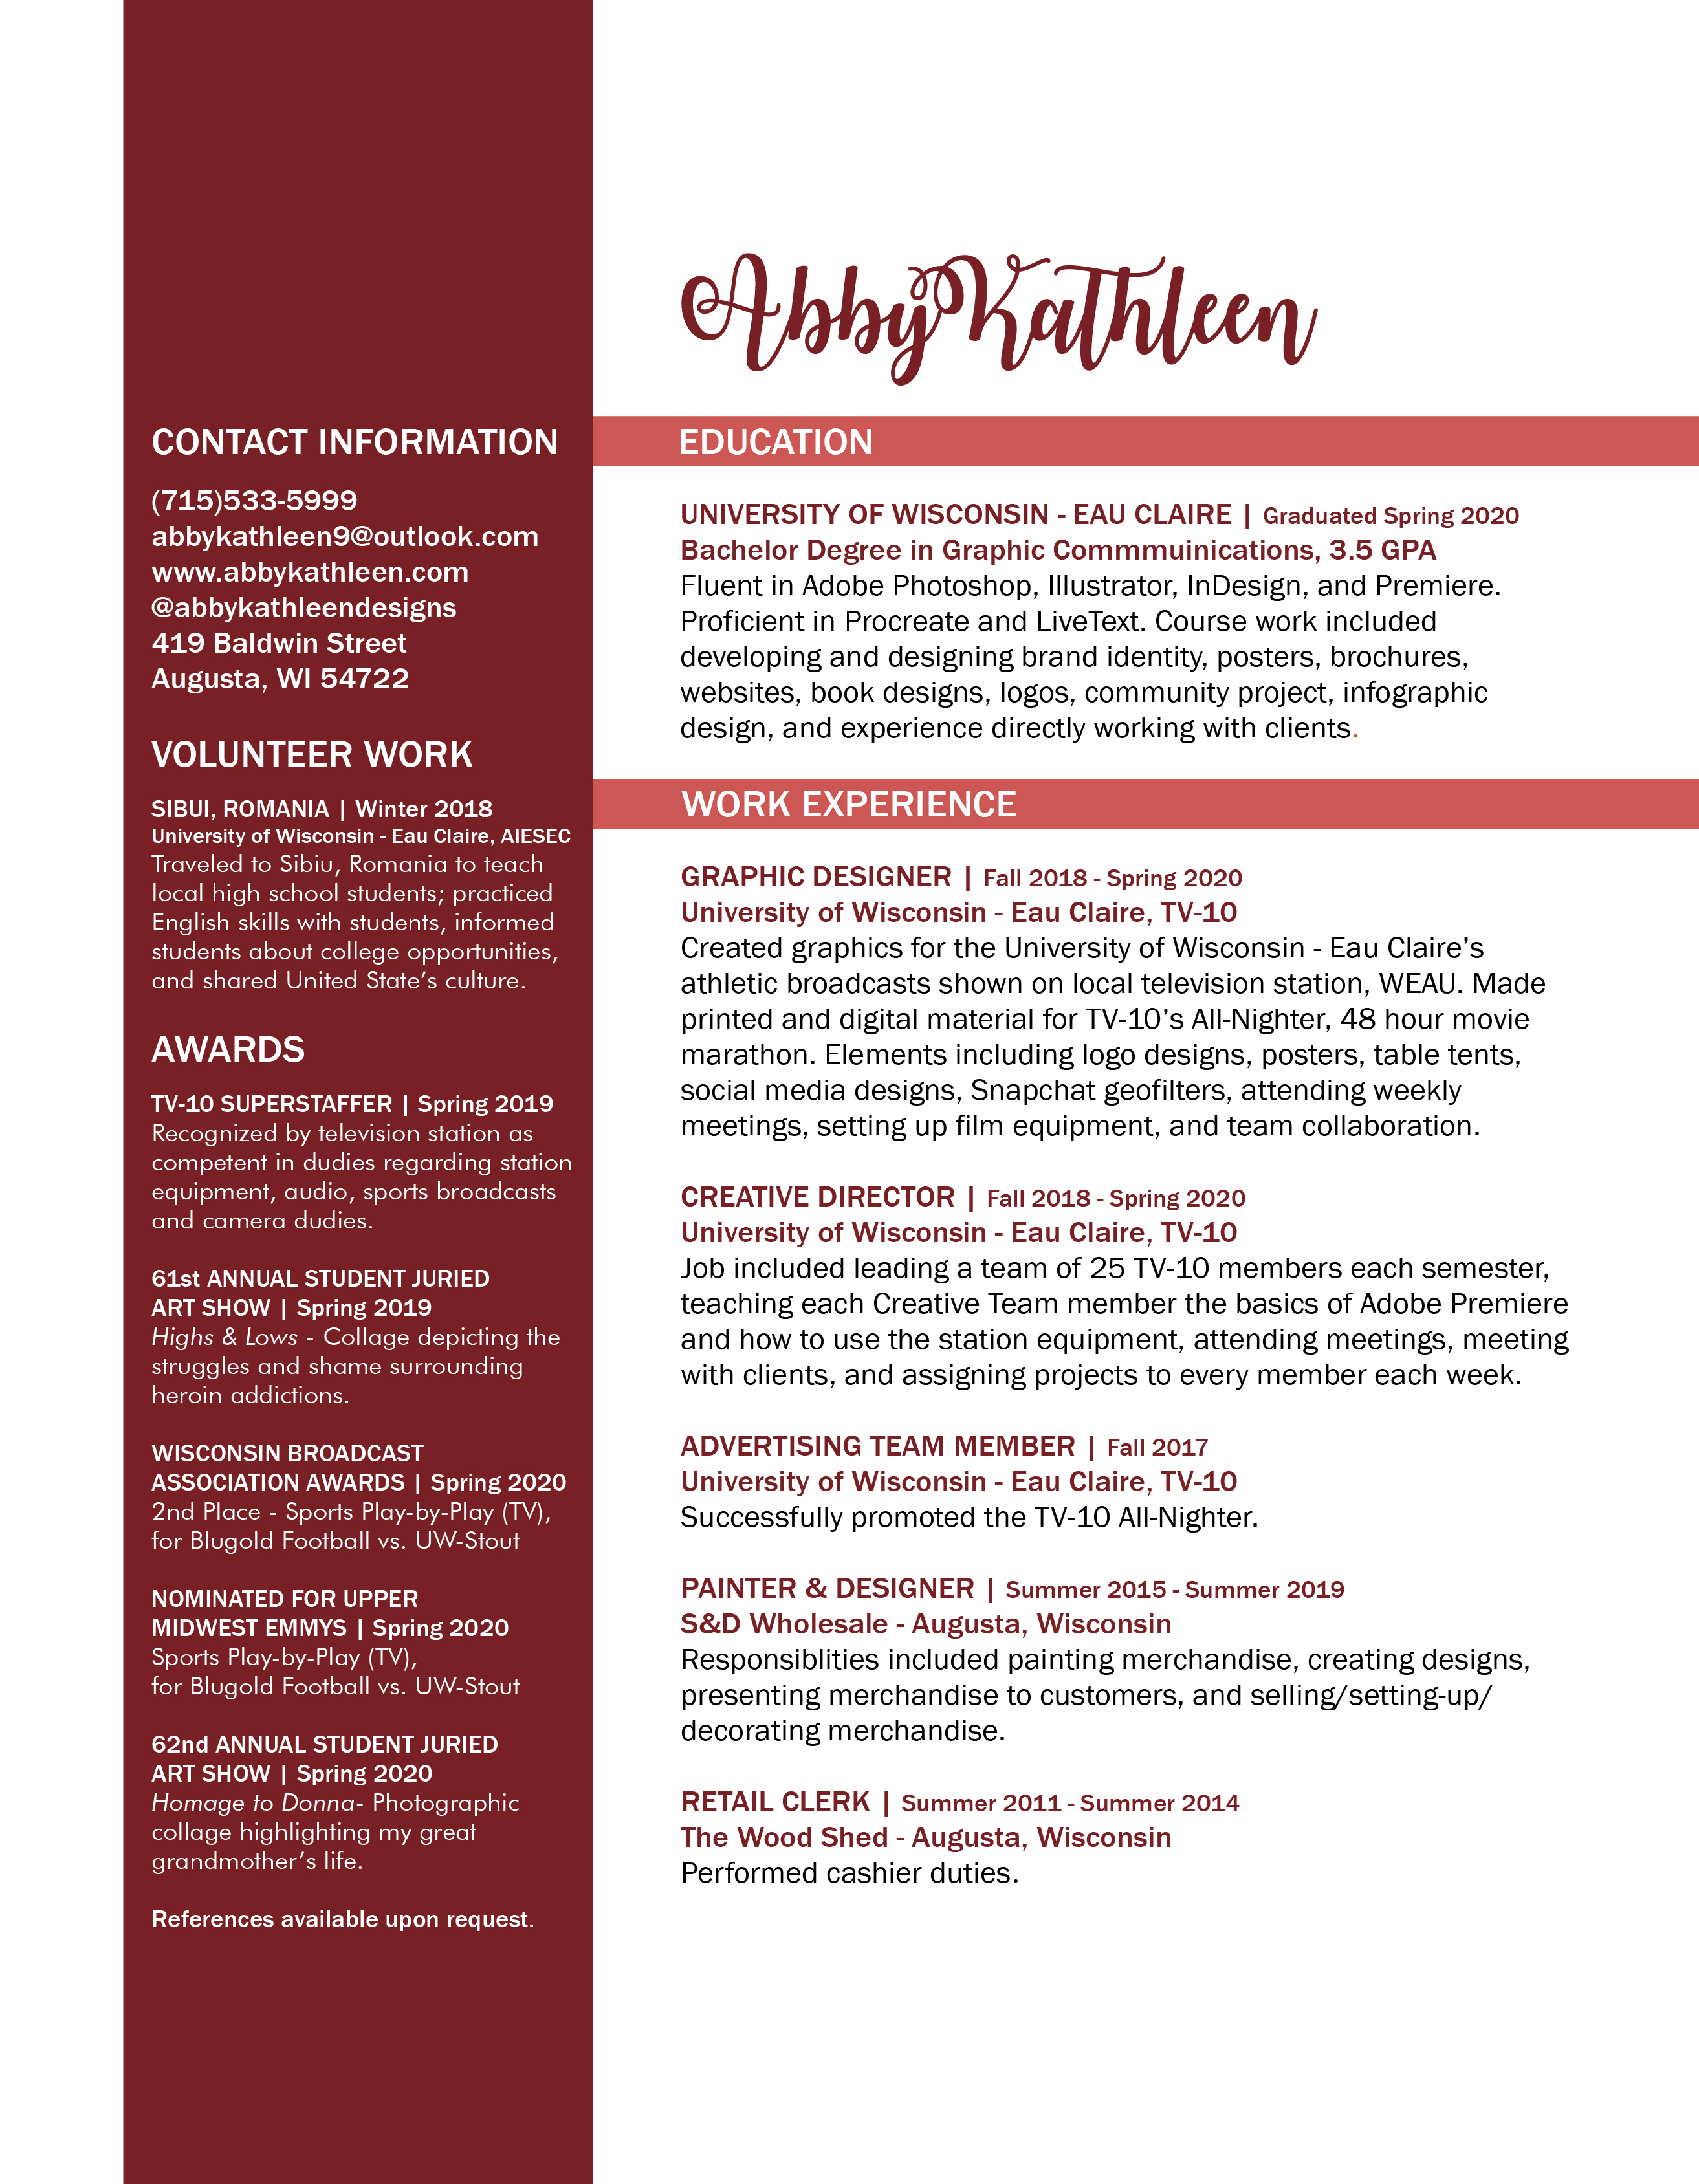 Abby Kathleen
CONTACT INFORMATION
(715)533-5999
abbykathleen9@outlook.com
www.abbykathleen.com
@abbykathleendesigns
419 Baldwin Street
Augusta, WI 54722
VOLUNTEER WORK
SIBUI, ROMANIA | Winter 2018
University of Wisconsin - Eau Claire, AIESEC
Traveled to Sibiu, Romania to teach
local high school students; practiced
English skills with students, informed
students about college opportunities,
and shared United State's culture.
AWARDS
TV-10 SUPERSTAFFER | Spring 2019
Recognized by television station as
competent in dudies regarding station
equipment, audio, sports broadcasts
and camera dudies.
61st ANNUAL STUDENT JURIED
ART SHOW | Spring 2019
Highs & Lows - Collage depicting the
struggles and shame surrounding
heroin addictions.
WISCONSIN BROADCAST
ASSOCIATION AWARDS | Spring 2020
2nd Place - Sports Play-by-Play (TV),
for Blugold Football vs. UW-Stout
NOMINATED FOR UPPER
MIDWEST EMMYS | Spring 2020
Sports Play-by-Play (TV),
for Blugold Football vs. UW-Stout
62nd ANNUAL STUDENT JURIED
ART SHOW | Spring 2020
Homage to Donna- Photographic
collage highlighting my great
grandmother's life.
References available upon request.
EDUCATION
UNIVERSITY OF WISCONSIN - EAU CLAIRE | Graduated Spring 2020
Bachelor Degree in Graphic Commmuinications, 3.5 GPA
Fluent in Adobe Photoshop, Illustrator, InDesign, and Premiere.
Proficient in Procreate and LiveText. Course work included
developing and designing brand identity, posters, brochures,
websites, book designs, logos, community project, infographic
design, and experience directly working with clients.
WORK EXPERIENCE
GRAPHIC DESIGNER | Fall 2018 - Spring 2020
University of Wisconsin - Eau Claire, TV-10
Created graphics for the University of Wisconsin - Eau Claire's
athletic broadcasts shown on local television station, WEAU. Made
printed and digital material for TV-10's All-Nighter, 48 hour movie
marathon. Elements including logo designs, posters, table tents,
social media designs, Snapchat geofilters, attending weekly
meetings, setting up film equipment, and team collaboration.
CREATIVE DIRECTOR | Fall 2018 - Spring 2020
University of Wisconsin - Eau Claire, TV-10
Job included leading a team of 25 TV-10 members each semester,
teaching each Creative Team member the basics of Adobe Premiere
and how to use the station equipment, attending meetings, meeting
with clients, and assigning projects to every member each week.
ADVERTISING TEAM MEMBER | Fall 2017
University of Wisconsin - Eau Claire, TV-10
Successfully promoted the TV-10 All-Nighter.
PAINTER & DESIGNER | Summer 2015 - Summer 2019
S&D Wholesale - Augusta, Wisconsin
Responsiblities included painting merchandise, creating designs,
presenting merchandise to customers, and selling/setting-up/
decorating merchandise.
RETAIL CLERK | Summer 2011 - Summer 2014
The Wood Shed - Augusta, Wisconsin
Performed cashier duties.